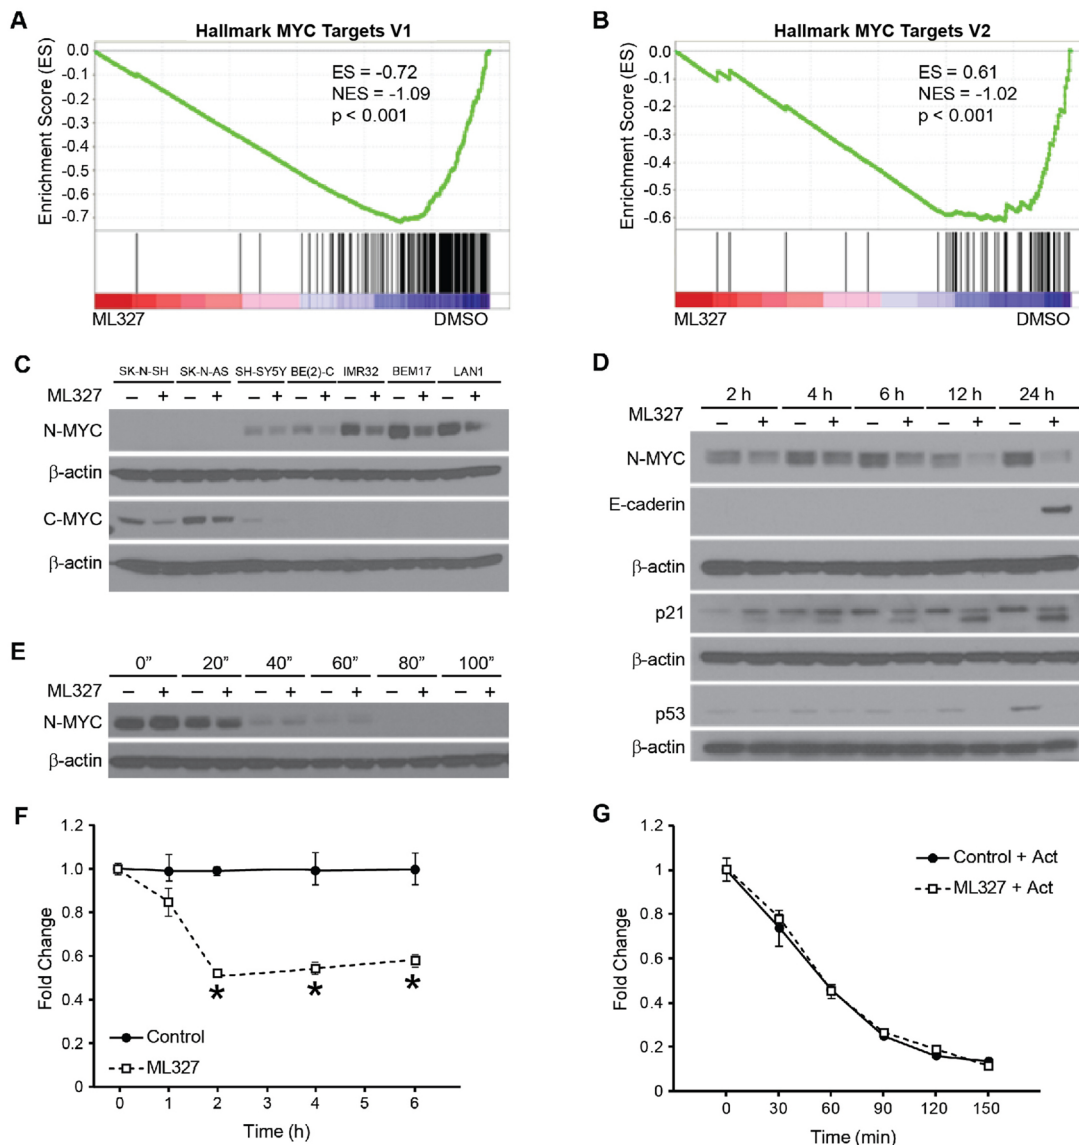 A
Hallmark MYC Targets V1
Enrichment Score (ES)
0.0
-0.1
-0.2
-0.3
-0.4
-0.5
-0.6
-0.7
ES = -0.72
NES = -1.09
p < 0.001
ML327
DMSO
B
Hallmark MYC Targets V2
Enrichment Score (ES)
0.0
-0.1
-0.2
-0.3
-0.4
-0.5
-0.6
ES = 0.61
NES = -1.02
p < 0.001
ML327
DMSO
C
SK-N-SH SK-N-AS SH-SY5Y BE(2)-C IMR32 BEM17 LAN1
ML327 – + – + – + – + – + – + – +
N-MYC
β-actin
C-MYC
β-actin
D
2 h 4 h 6 h 12 h 24 h
ML327 – + – + – + – + – +
N-MYC
E-caderin
β-actin
p21
β-actin
p53
β-actin
E
0” 20” 40” 60” 80” 100”
ML327 – + – + – + – + – + – +
N-MYC
β-actin
F
Fold Change
1.2
1.0
0.8
0.6
0.4
0.2
0
* * *
Control
ML327
0 1 2 3 4 5 6
Time (h)
G
Fold Change
1.2
1.0
0.8
0.6
0.4
0.2
0
Control + Act
ML327 + Act
0 30 60 90 120 150
Time (min)